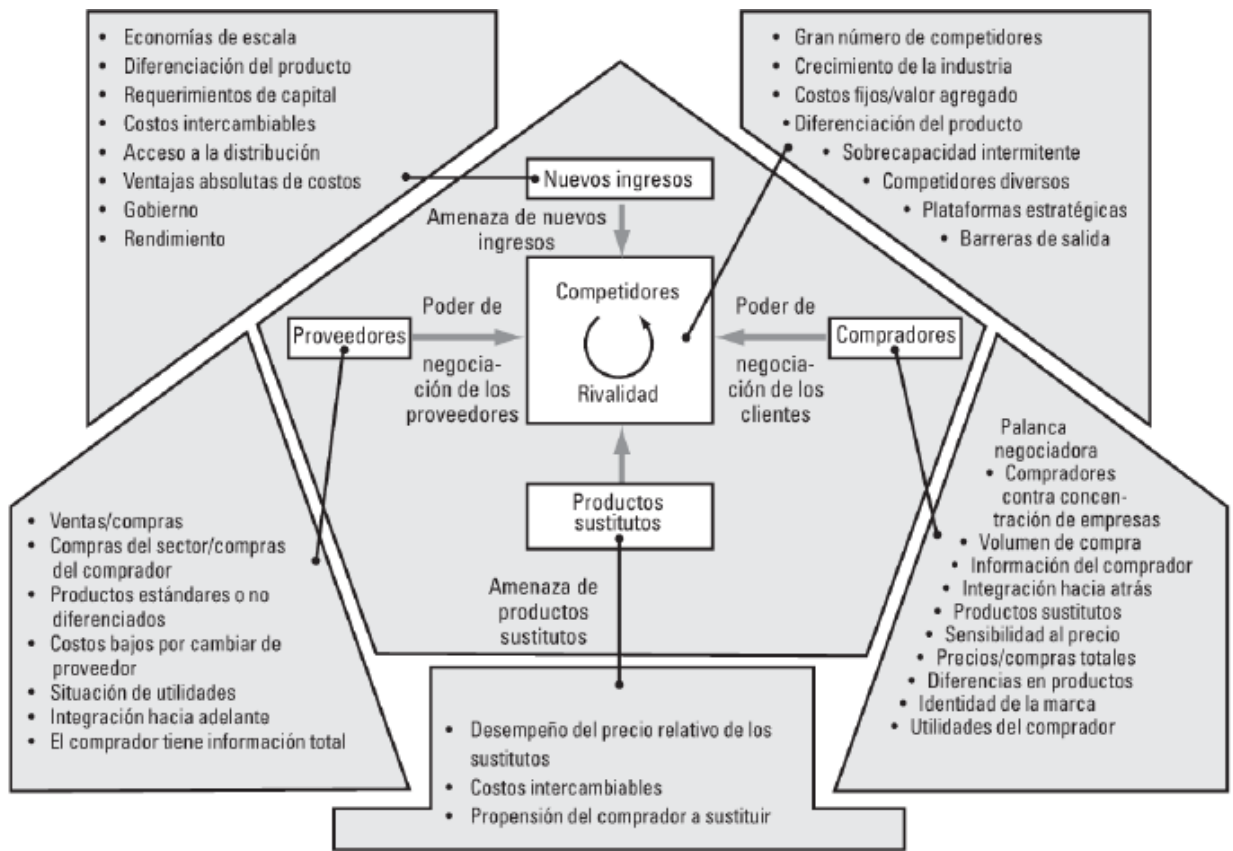 • Economías de escala
• Diferenciación del producto
• Requerimientos de capital
• Costos intercambiables
• Acceso a la distribución
• Ventajas absolutas de costos
• Gobierno
• Rendimiento
• Gran número de competidores
• Crecimiento de la industria
• Costos fijos/valor agregado
• Diferenciación del producto
• Sobrecapacidad intermitente
• Competidores diversos
• Plataformas estratégicas
• Barreras de salida
Nuevos ingresos
Amenaza de nuevos
ingresos
Proveedores
Poder de
negocia-
ción de los
proveedores
Competidores
Rivalidad
Poder de
negocia-
ción de los
clientes
Compradores
Productos
sustitutos
Amenaza de
productos
sustitutos
• Ventas/compras
• Compras del sector/compras
del comprador
• Productos estándares o no
diferenciados
• Costos bajos por cambiar de
proveedor
• Situación de utilidades
• Integración hacia adelante
• El comprador tiene información total
• Desempeño del precio relativo de los
sustitutos
• Costos intercambiables
• Propensión del comprador a sustituir
Palanca
negociadora
• Compradores
contra concen-
tración de empresas
• Volumen de compra
• Información del comprador
• Integración hacia atrás
• Productos sustitutos
• Sensibilidad al precio
• Precios/compras totales
• Diferencias en productos
• Identidad de la marca
• Utilidades del comprador